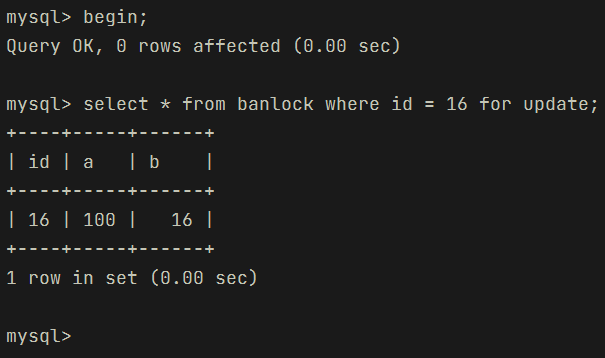 mysql> begin;
Query OK, 0 rows affected (0.00 sec)

mysql> select * from banlock where id = 16 for update;
+----+-----+------+
| id | a   | b    |
+----+-----+------+
| 16 | 100 |   16 |
+----+-----+------+
1 row in set (0.00 sec)

mysql>